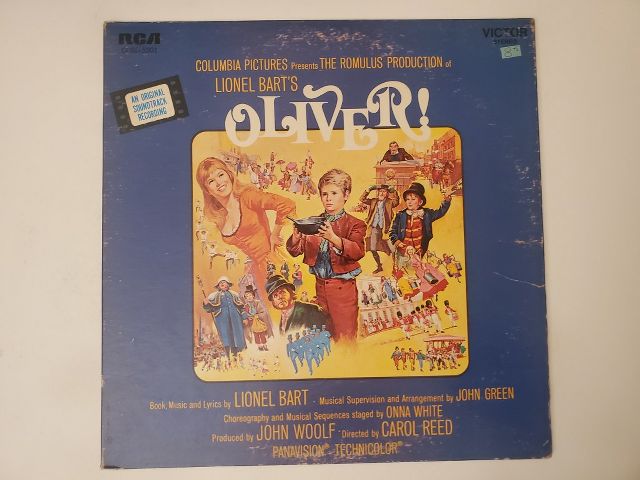 RCA
VICTOR
STEREO
COLUMBIA PICTURES Presents THE ROMULUS PRODUCTION of
LIONEL BART'S
OLIVER!
AN ORIGINAL
SOUNDTRACK
RECORDING
Book, Music and Lyrics by LIONEL BART - Musical Supervision and Arrangement by JOHN GREEN
Choreography and Musical Sequences staged by ONNA WHITE
Produced by JOHN WOOLF - Directed by CAROL REED
PANAVISION® TECHNICOLOR®